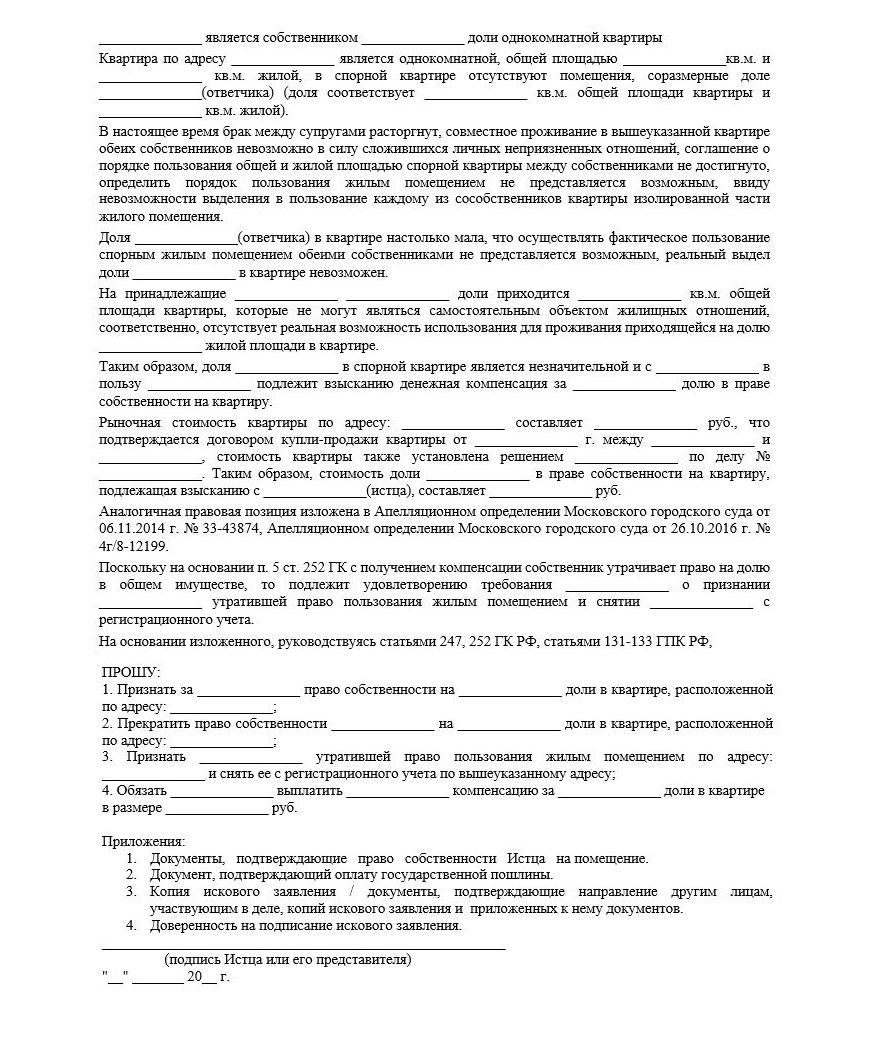 ______________ является собственником ______________ доли однокомнатной квартиры
Квартира по адресу ______________ является однокомнатной, общей площадью ______________кв.м. и
______________ кв.м. жилой, в спорной квартире отсутствуют помещения, соразмерные доле
______________(ответчика) (доля соответствует ______________ кв.м. общей площади квартиры и
______________ кв.м. жилой).
В настоящее время брак между супругами расторгнут, совместное проживание в вышеуказанной квартире
обеих собственников невозможно в силу сложившихся личных неприязненных отношений, соглашение о
порядке пользования общей и жилой площадью спорной квартиры между собственниками не достигнуто,
определить порядок пользования жилым помещением не представляется возможным, ввиду
невозможности выделения в пользование каждому из сособственников квартиры изолированной части
жилого помещения.
Доля ______________(ответчика) в квартире настолько мала, что осуществлять фактическое пользование
спорным жилым помещением обеими собственниками не представляется возможным, реальный выдел
доли ______________ в квартире невозможен.
На принадлежащие ______________ ______________ доли приходится ______________ кв.м. общей
площади квартиры, которые не могут являться самостоятельным объектом жилищных отношений,
соответственно, отсутствует реальная возможность использования для проживания приходящейся на долю
______________ жилой площади в квартире.
Таким образом, доля ______________ в спорной квартире является незначительной и с ______________ в
пользу ______________ подлежит взысканию денежная компенсация за ______________ долю в праве
собственности на квартиру.
Рыночная стоимость квартиры по адресу: ______________ составляет ______________ руб., что
подтверждается договором купли-продажи квартиры от ______________ г. между ______________ и
______________, стоимость квартиры также установлена решением ______________ по делу №
______________. Таким образом, стоимость доли ______________ в праве собственности на квартиру,
подлежащая взысканию с ______________(истца), составляет ______________ руб.
Аналогичная правовая позиция изложена в Апелляционном определении Московского городского суда от
06.11.2014 г. № 33-43874, Апелляционном определении Московского городского суда от 26.10.2016 г. №
4г/8-12199.
Поскольку на основании п. 5 ст. 252 ГК с получением компенсации собственник утрачивает право на долю
в общем имуществе, то подлежит удовлетворению требования ______________ о признании
______________ утратившей право пользования жилым помещением и снятии ______________ с
регистрационного учета.
На основании изложенного, руководствуясь статьями 247, 252 ГК РФ, статьями 131-133 ГПК РФ,
ПРОШУ:
1. Признать за ______________ право собственности на ______________ доли в квартире, расположенной
по адресу: ______________;
2. Прекратить право собственности ______________ на ______________ доли в квартире, расположенной
по адресу: ______________;
3. Признать ______________ утратившей право пользования жилым помещением по адресу:
______________ и снять ее с регистрационного учета по вышеуказанному адресу;
4. Обязать ______________ выплатить ______________ компенсацию за ______________ доли в квартире
в размере ______________ руб.
Приложения:
1. Документы, подтверждающие право собственности Истца на помещение.
2. Документ, подтверждающий оплату государственной пошлины.
3. Копия искового заявления / документы, подтверждающие направление другим лицам,
участвующим в деле, копий искового заявления и приложенных к нему документов.
4. Доверенность на подписание искового заявления.
(подпись Истца или его представителя)
"__" _______ 20__ г.